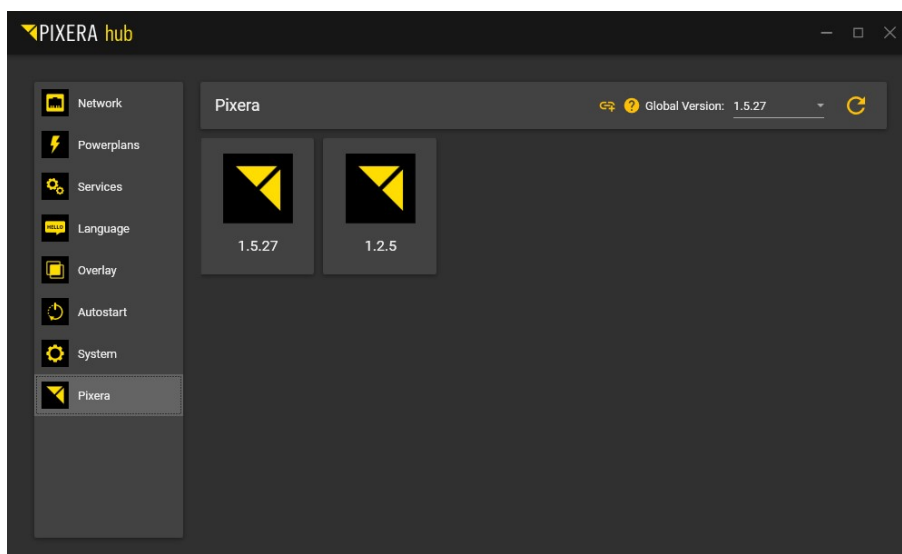 PIXERA hub
Network
Powerplans
Services
HELLO
Language
Overlay
Autostart
System
Pixera
Pixera
? Global Version: 1.5.27
1.5.27
1.2.5